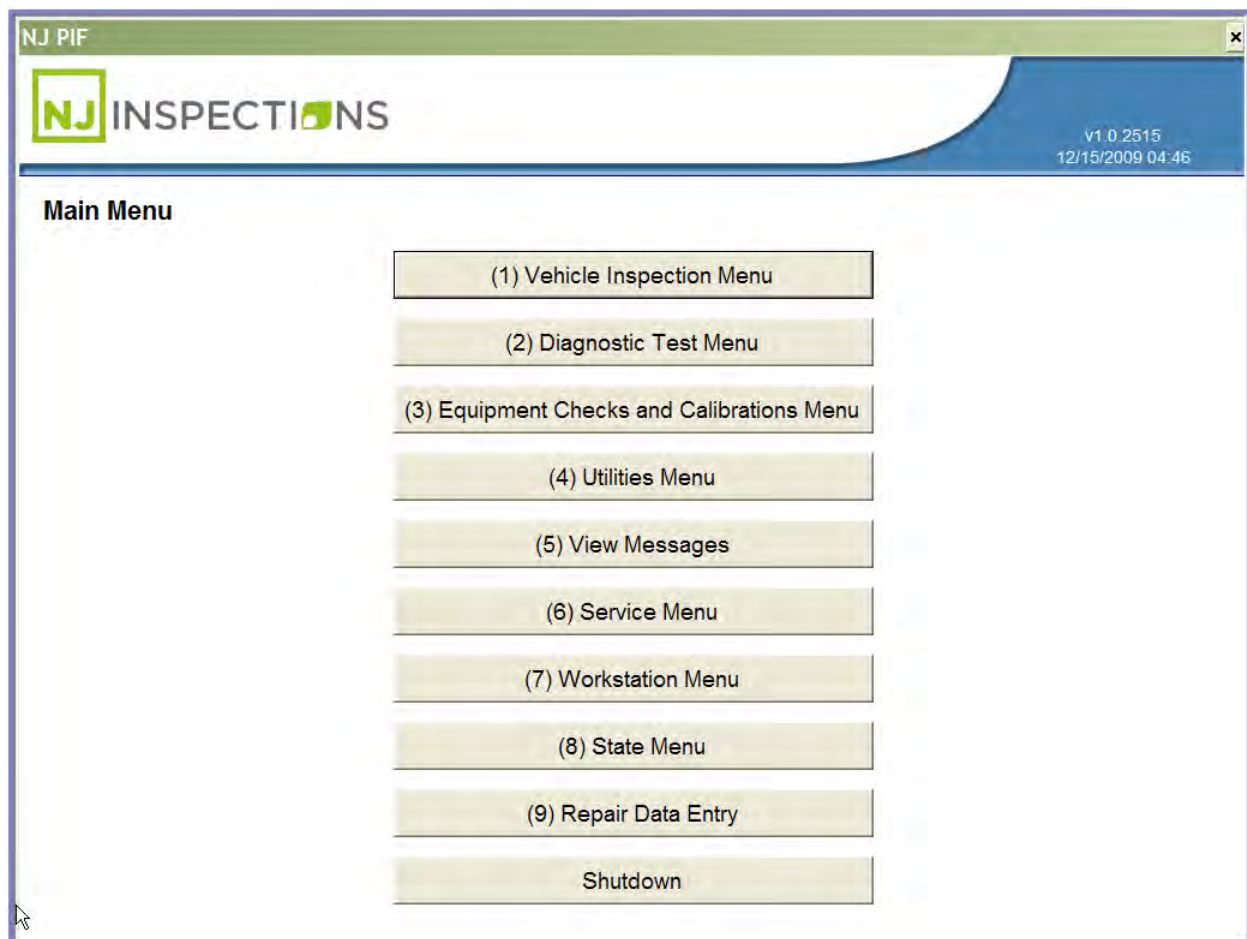 NJ PIF
NJ INSPECTIONS
v1.0.2515
12/15/2009 04:46
Main Menu
(1) Vehicle Inspection Menu
(2) Diagnostic Test Menu
(3) Equipment Checks and Calibrations Menu
(4) Utilities Menu
(5) View Messages
(6) Service Menu
(7) Workstation Menu
(8) State Menu
(9) Repair Data Entry
Shutdown